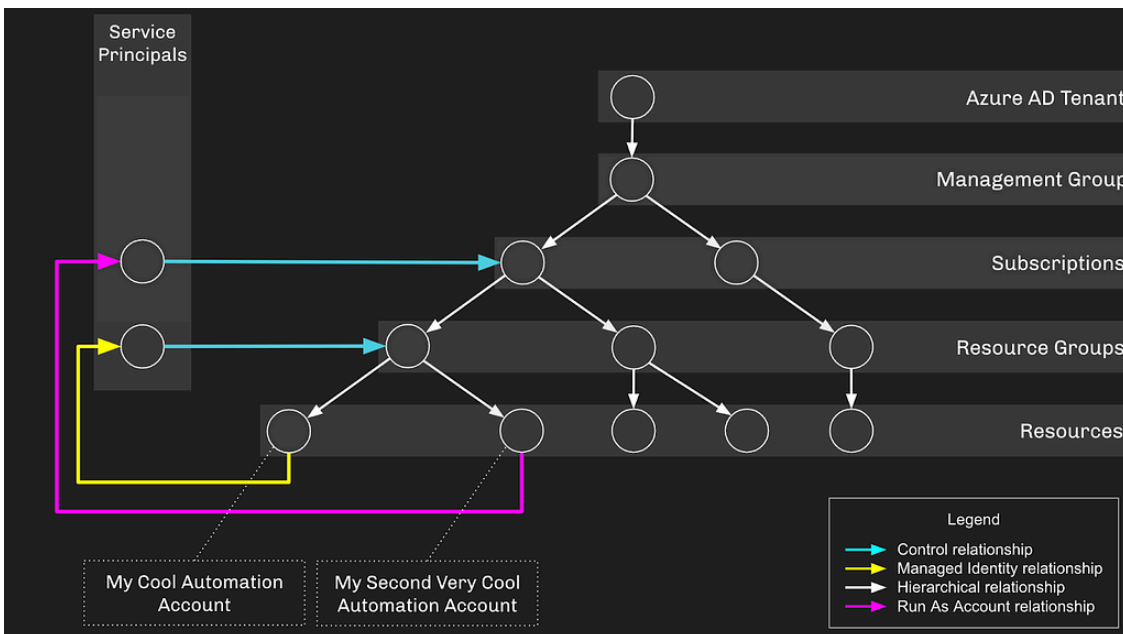 Service
Principals
Azure AD Tenant
Management Group
Subscriptions
Resource Groups
Resources
My Cool Automation
Account
My Second Very Cool
Automation Account
Legend
Control relationship
Managed Identity relationship
Hierarchical relationship
Run As Account relationship